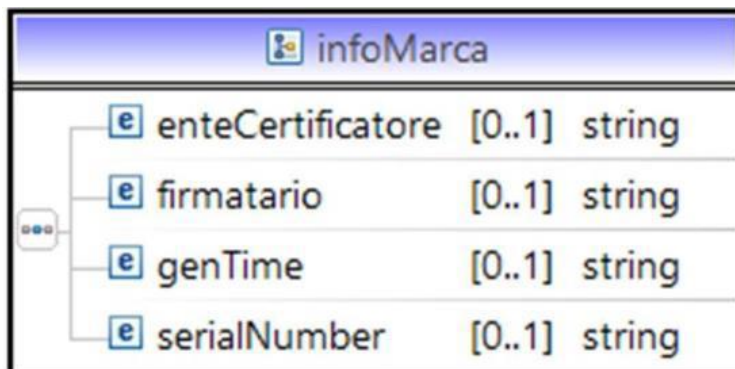 infoMarca
enteCertificatore [0..1] string
firmatario [0..1] string
genTime [0..1] string
serialNumber [0..1] string